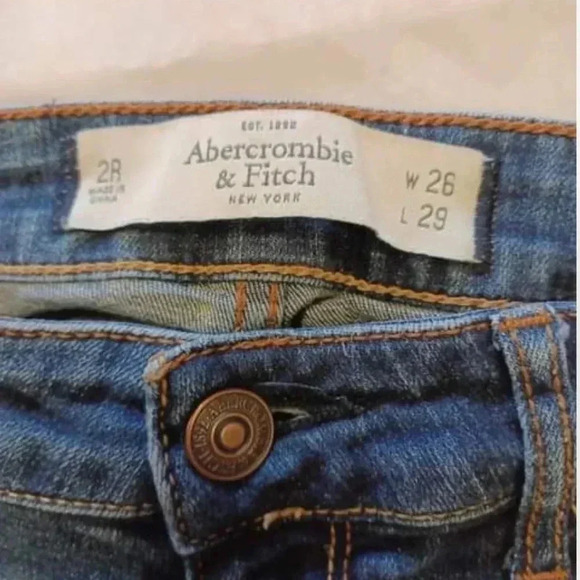 EST. 1892
Abercrombie
& Fitch
NEW YORK
2R
MADE IN
CHINA
W 26
L 29